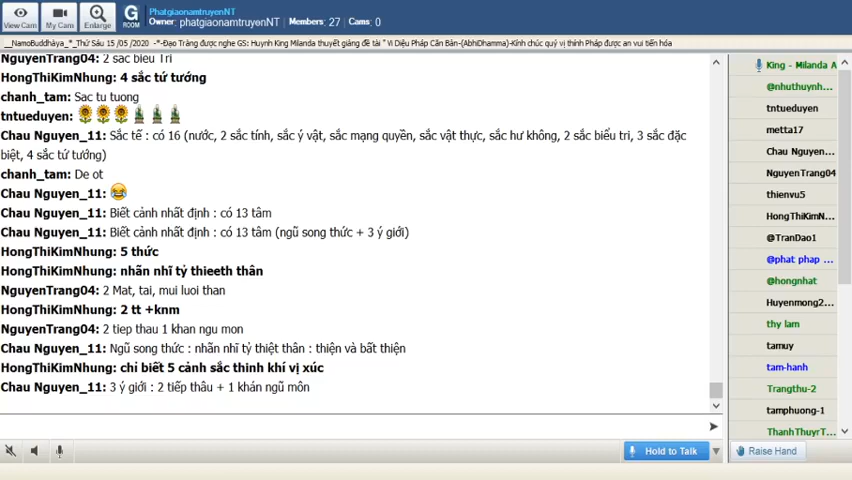 PhatgiaonamtruyenNT
Owner: phatgiaonamtruyenNT Members: 27 Cams: 0
View Cam
My Cam
Enlarge
G ROOM
__NamoBuddhàya_*_Thứ Sáu 15 /05 /2020 -*-Đạo Tràng được nghe GS: Huynh King Milanda thuyết giảng đề tài " Vi Diệu Pháp Căn Bản-(AbhiDhamma)-Kính chúc quý vị thính Pháp được an vui tiến hóa
NguyenTrang04: 2 sac bieu Tri
HongThiKimNhung: 4 sắc tứ tướng
chanh_tam: Sac tu tuong
tntueduyen:
Chau Nguyen_11: Sắc tế : có 16 (nước, 2 sắc tính, sắc ý vật, sắc mạng quyền, sắc vật thực, sắc hư không, 2 sắc biểu tri, 3 sắc đặc
biệt, 4 sắc tứ tướng)
chanh_tam: De ot
Chau Nguyen_11:
Chau Nguyen_11: Biết cảnh nhất định : có 13 tâm
Chau Nguyen_11: Biết cảnh nhất định : có 13 tâm (ngũ song thức + 3 ý giới)
HongThiKimNhung: 5 thức
HongThiKimNhung: nhãn nhĩ tỷ thieeth thân
NguyenTrang04: 2 Mat, tai, mui luoi than
HongThiKimNhung: 2 tt +knm
NguyenTrang04: 2 tiep thau 1 khan ngu mon
Chau Nguyen_11: Ngũ song thức : nhãn nhĩ tỷ thiệt thân : thiện và bất thiện
HongThiKimNhung: chỉ biết 5 cảnh sắc thinh khí vị xúc
Chau Nguyen_11: 3 ý giới : 2 tiếp thâu + 1 khán ngũ môn
King - Milanda A
@nhuthuynh...
tntueduyen
metta17
Chau Nguyen...
NguyenTrang04
thienvu5
HongThiKimN...
@TranDao1
@phat phap ...
@hongnhat
Huyenmong2...
thy lam
tamuy
tam-hanh
Trangthu-2
tamphuong-1
ThanhThuyrT...
Hold to Talk
Raise Hand